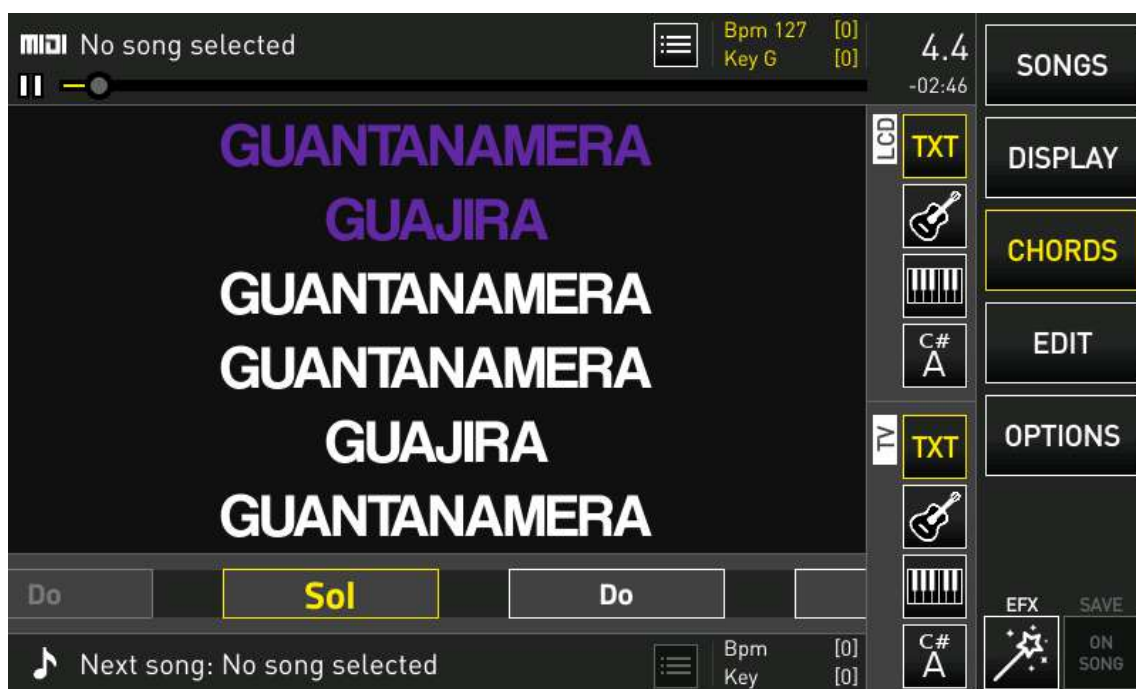 MIDI No song selected
Bpm 127 [0]
Key G [0]
4.4
-02:46
GUANTANAMERA
GUAJIRA
GUANTANAMERA
GUANTANAMERA
GUAJIRA
GUANTANAMERA
Do Sol Do
Next song: No song selected
Bpm [0]
Key [0]
LCD
TXT
C#
A
TV
TXT
C#
A
SONGS
DISPLAY
CHORDS
EDIT
OPTIONS
EFX SAVE
ON
SONG